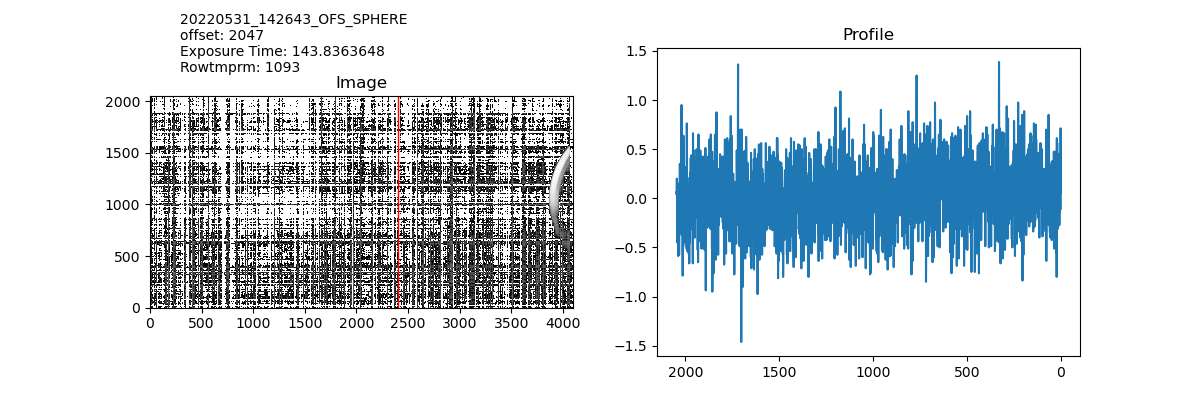 20220531_142643_OFS_SPHERE
offset: 2047
Exposure Time: 143.8363648
Rowtmprm: 1093
Image
2000
1500
1000
500
0
0 500 1000 1500 2000 2500 3000 3500 4000
Profile
1.5
1.0
0.5
0.0
−0.5
−1.0
−1.5
2000 1500 1000 500 0